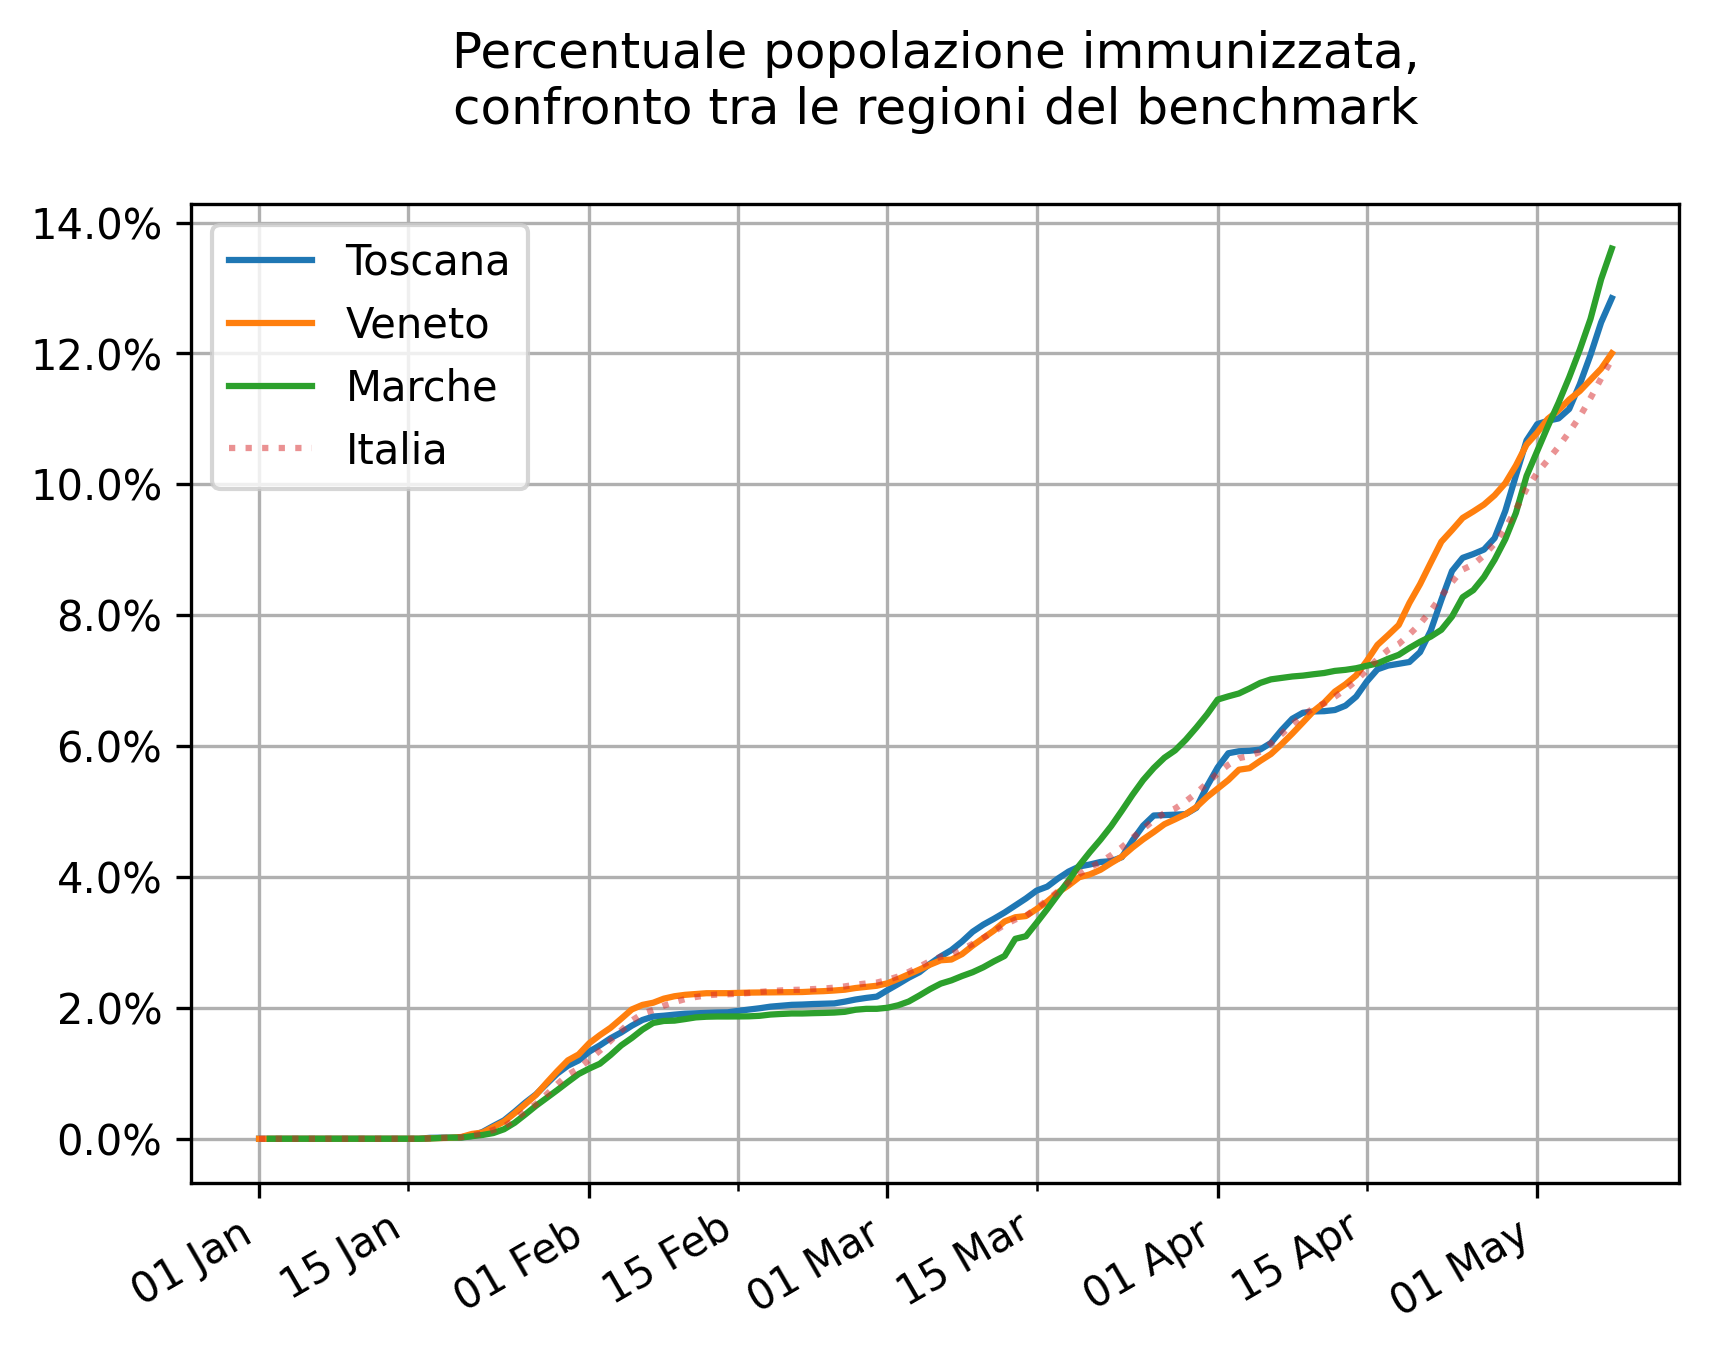 Percentuale popolazione immunizzata,
confronto tra le regioni del benchmark
14.0%
12.0%
10.0%
8.0%
6.0%
4.0%
2.0%
0.0%
Toscana
Veneto
Marche
Italia
01 Jan
15 Jan
01 Feb
15 Feb
01 Mar
15 Mar
01 Apr
15 Apr
01 May